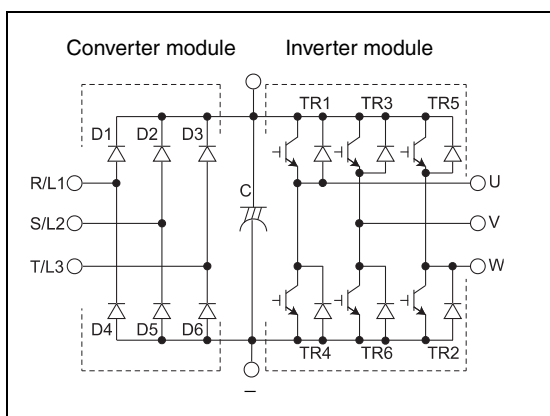 Converter module Inverter module
TR1 TR3 TR5
D1 D2 D3
R/L1 U
C
S/L2 V
T/L3 W
D4 D5 D6
TR4 TR6 TR2
–